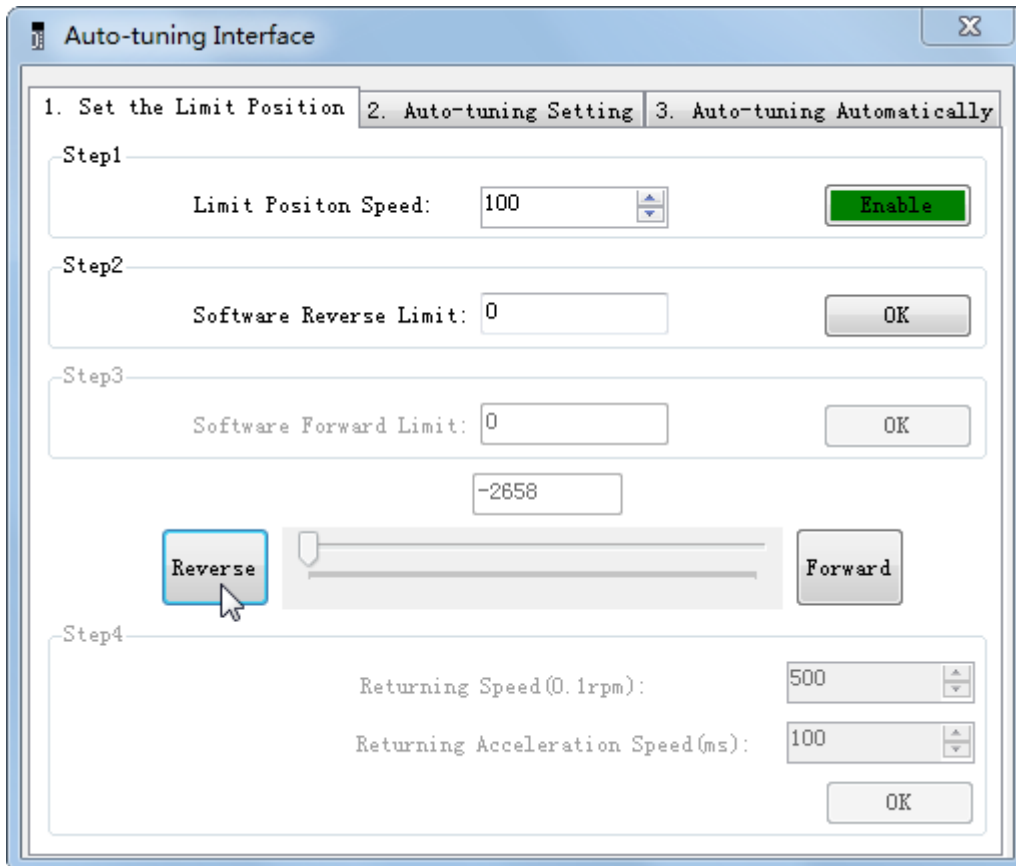 Auto-tuning Interface
1. Set the Limit Position 2. Auto-tuning Setting 3. Auto-tuning Automatically
Step1
Limit Positon Speed: 100 Enable
Step2
Software Reverse Limit: 0 OK
Step3
Software Forward Limit: 0 OK
-2658
Reverse Forward
Step4
Returning Speed(0.1rpm): 500
Returning Acceleration Speed(ms): 100
OK